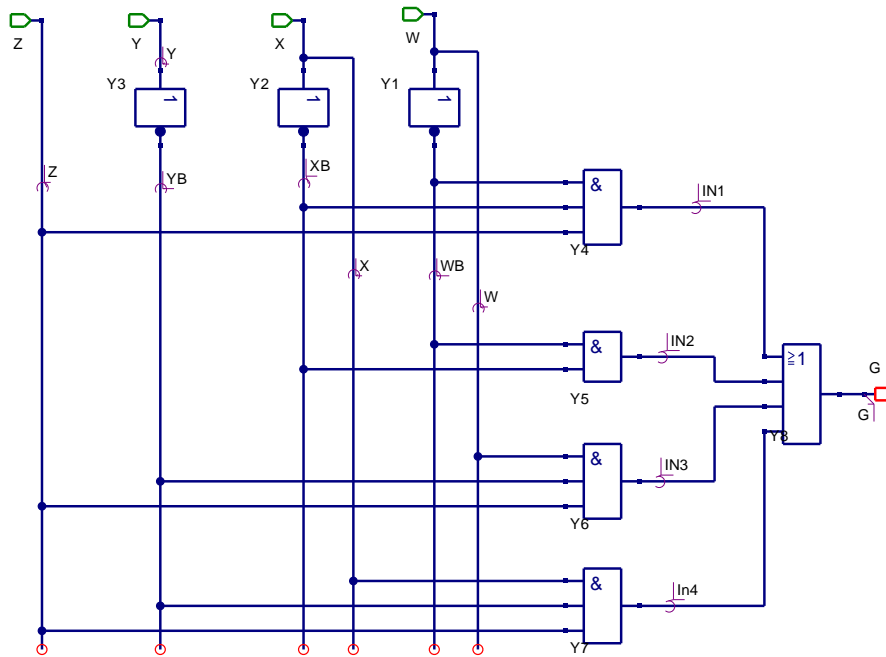 Z Y X W
Y
Y3 Y2 Y1
1 1 1
Z YB XB
& IN1
Y4
X WB W
& IN2
≥1
G
Y5
G
Y8
& IN3
Y6
& In4
Y7